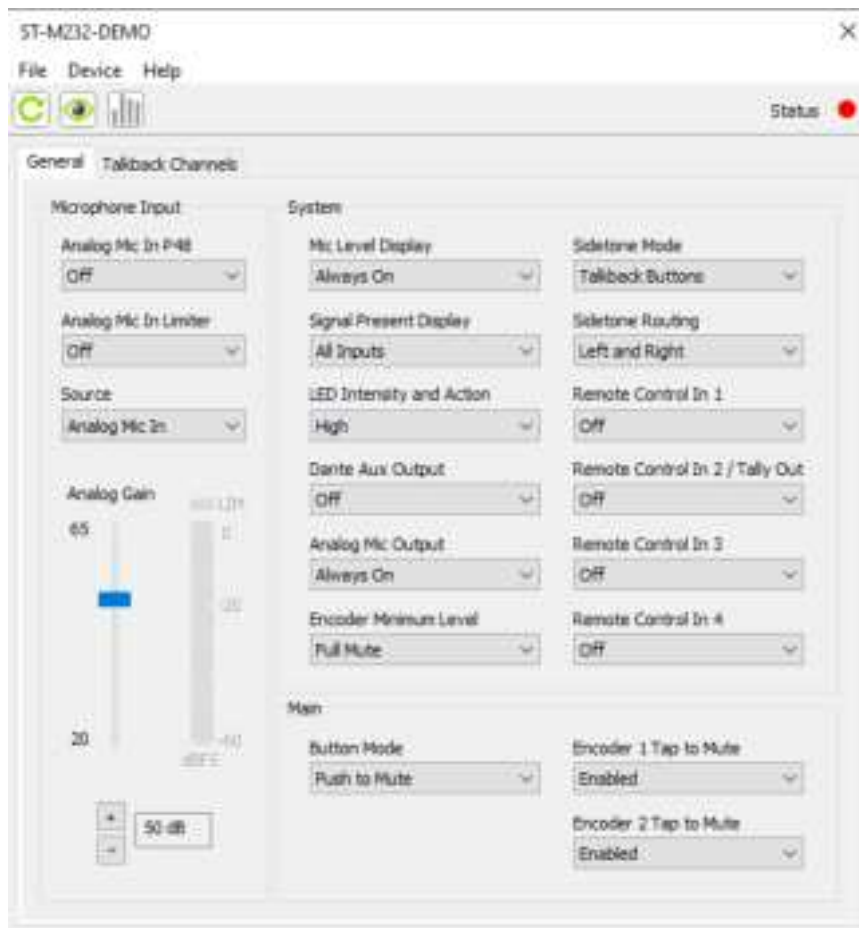 ST-M232-DEMO
File Device Help
Status
General Talkback Channels
Microphone Input
Analog Mic In P48
Off
Analog Mic In Limiter
Off
Source
Analog Mic In
Analog Gain
65
20
0
-20
-60
dBFS
+
-
50 dB
System
Mic Level Display
Always On
Signal Present Display
All Inputs
LED Intensity and Action
High
Dante Aux Output
Off
Analog Mic Output
Always On
Encoder Minimum Level
Full Mute
Sidetone Mode
Talkback Buttons
Sidetone Routing
Left and Right
Remote Control In 1
Off
Remote Control In 2 / Tally Out
Off
Remote Control In 3
Off
Remote Control In 4
Off
Main
Button Mode
Push to Mute
Encoder 1 Tap to Mute
Enabled
Encoder 2 Tap to Mute
Enabled